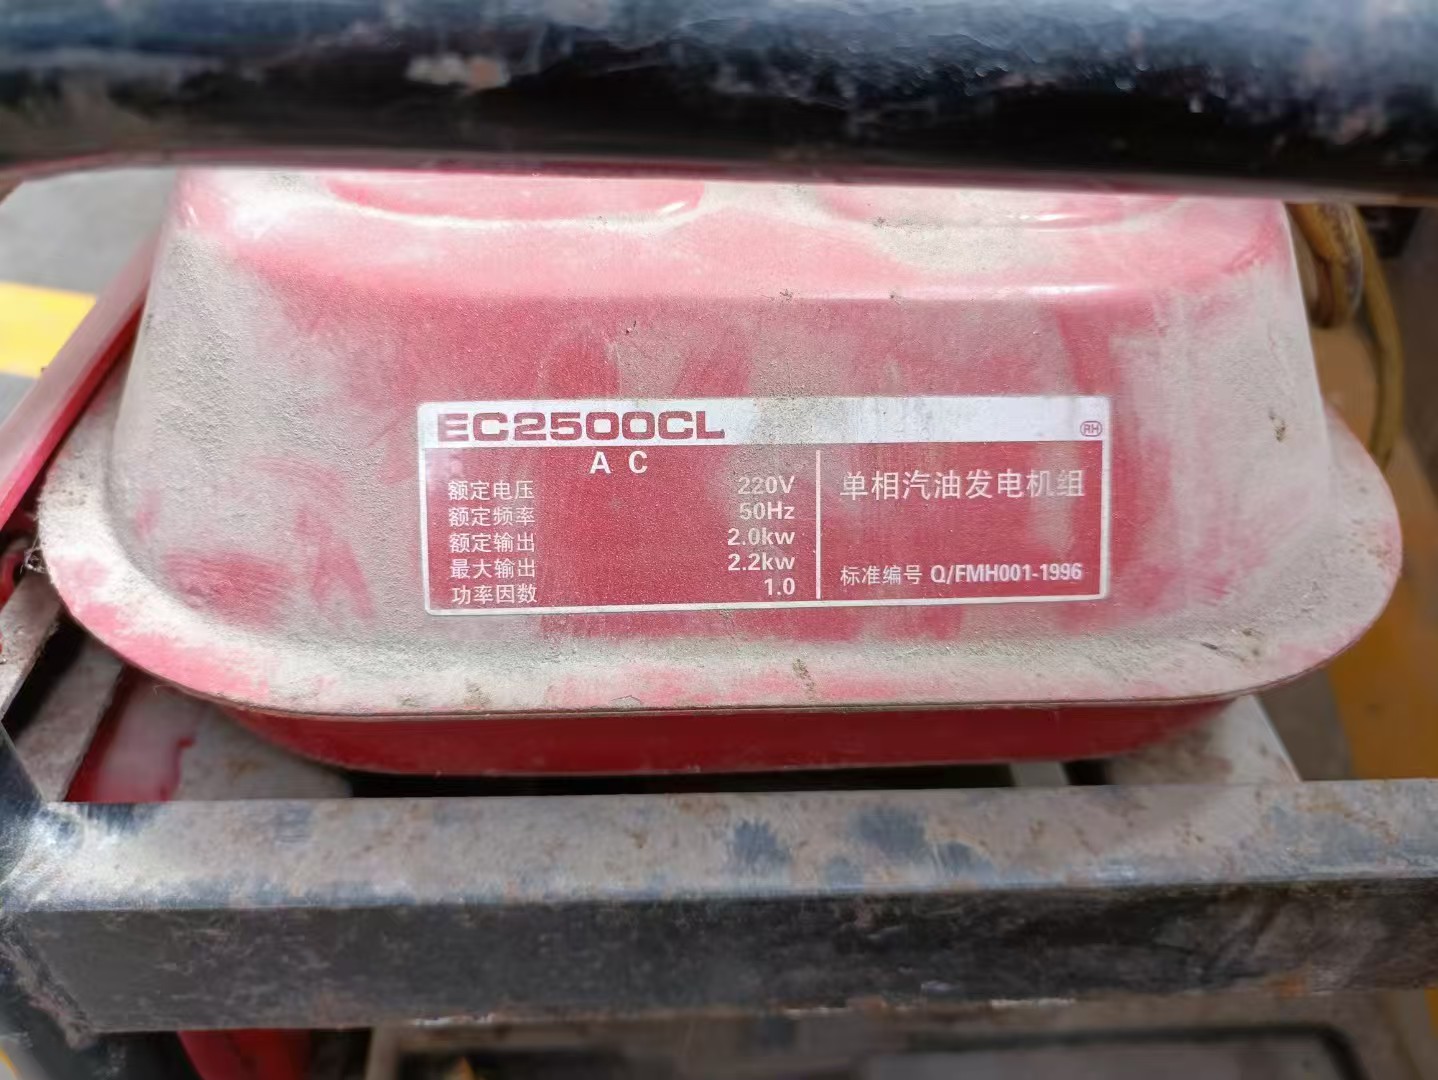 EC2500CL RH
A C
额定电压 220V
额定频率 50Hz
额定输出 2.0kw
最大输出 2.2kw
功率因数 1.0
单相汽油发电机组
标准编号 Q/FMH001-1996